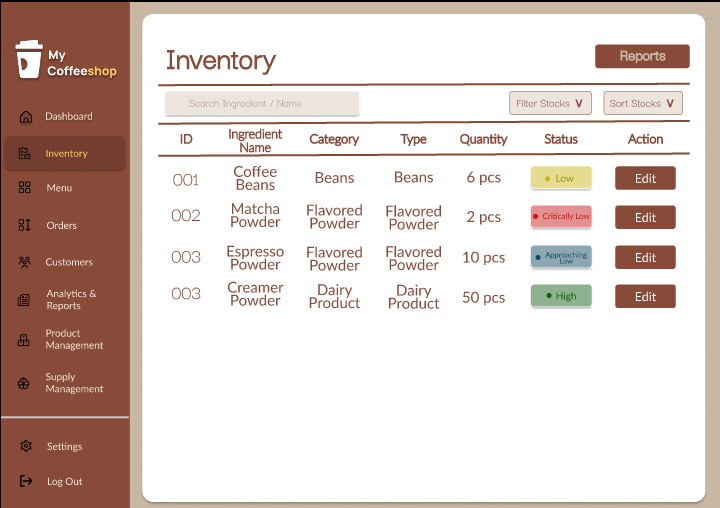 My
Coffeeshop
Dashboard
Inventory
Menu
Orders
Customers
Analytics &
Reports
Product
Management
Supply
Management
Settings
Log Out
Inventory
Reports
Search Ingredient / Name
Filter Stocks V
Sort Stocks V
ID
Ingredient
Name
Category
Type
Quantity
Status
Action
001
Coffee
Beans
Beans
Beans
6 pcs
Low
Edit
002
Matcha
Powder
Flavored
Powder
Flavored
Powder
2 pcs
Critically Low
Edit
003
Espresso
Powder
Flavored
Powder
Flavored
Powder
10 pcs
Approaching
Low
Edit
003
Creamer
Powder
Dairy
Product
Dairy
Product
50 pcs
High
Edit